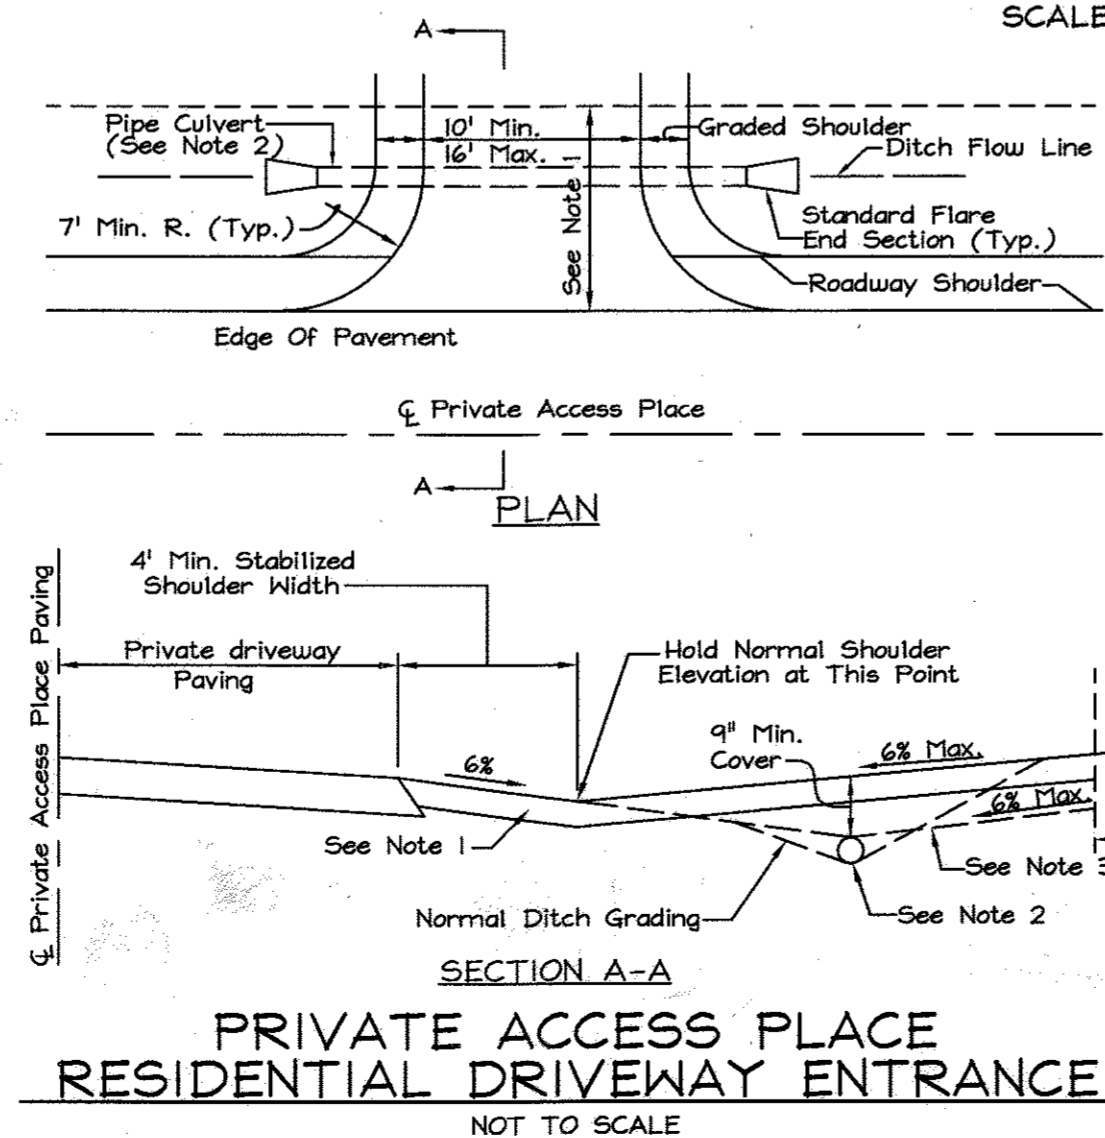 SCALE
A
Pipe Culvert
(See Note 2)
10' Min.
16' Max.
Graded Shoulder
Ditch Flow Line
7' Min. R. (Typ.)
See Note 1
Standard Flare
End Section (Typ.)
Roadway Shoulder
Edge Of Pavement
℄ Private Access Place
A
PLAN
℄ Private Access Place Paving
4' Min. Stabilized
Shoulder Width
Private driveway
Paving
Hold Normal Shoulder
Elevation at This Point
9" Min.
Cover
6%
6% Max.
6% Max.
See Note 1
See Note 3
Normal Ditch Grading
See Note 2
SECTION A-A
PRIVATE ACCESS PLACE
RESIDENTIAL DRIVEWAY ENTRANCE
NOT TO SCALE